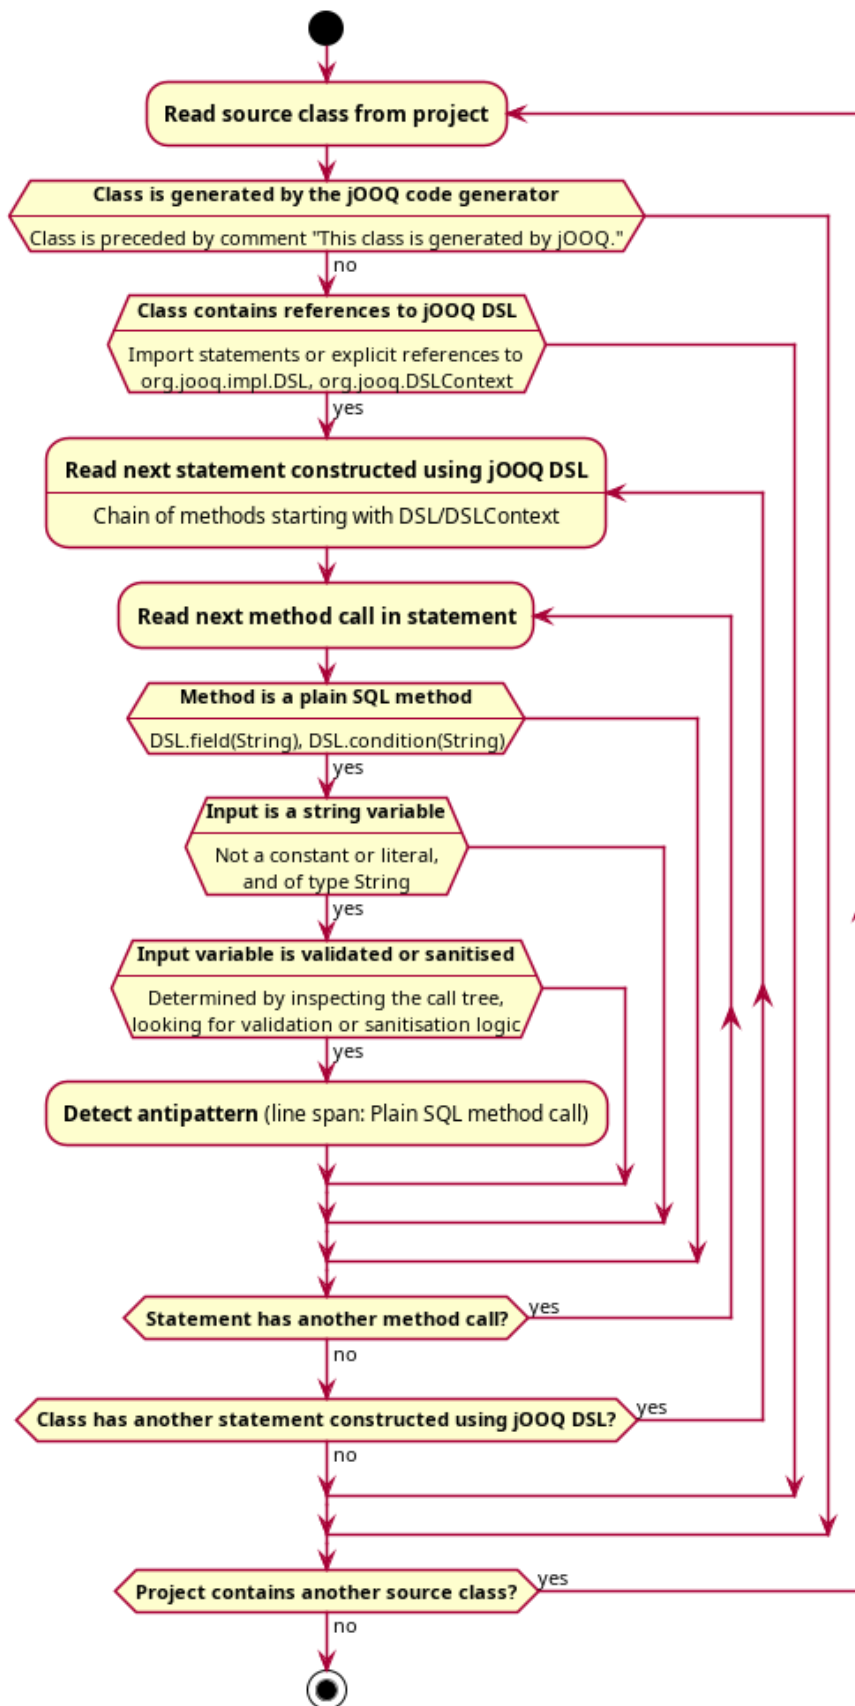 Read source class from project
Class is generated by the jOOQ code generator
Class is preceded by comment "This class is generated by jOOQ."
no
Class contains references to jOOQ DSL
Import statements or explicit references to
org.jooq.impl.DSL, org.jooq.DSLContext
yes
Read next statement constructed using jOOQ DSL
Chain of methods starting with DSL/DSLContext
Read next method call in statement
Method is a plain SQL method
DSL.field(String), DSL.condition(String)
yes
Input is a string variable
Not a constant or literal,
and of type String
yes
Input variable is validated or sanitised
Determined by inspecting the call tree,
looking for validation or sanitisation logic
yes
Detect antipattern (line span: Plain SQL method call)
Statement has another method call?
yes
no
Class has another statement constructed using jOOQ DSL?
yes
no
Project contains another source class?
yes
no